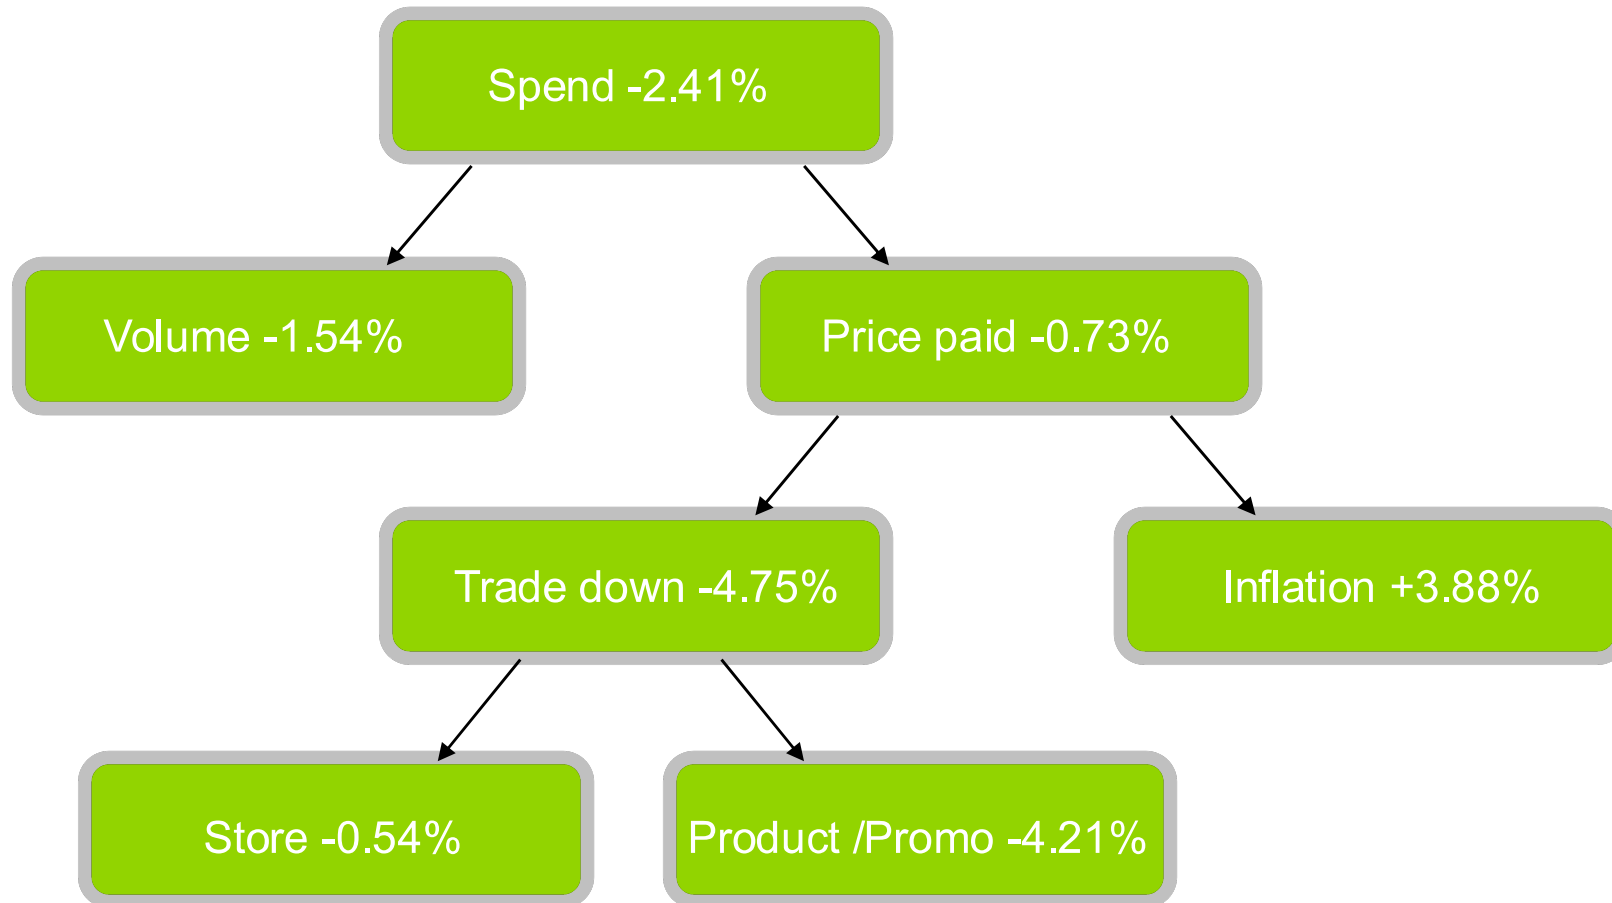 Spend -2.41%
Volume -1.54%
Price paid -0.73%
Trade down -4.75%
Inflation +3.88%
Store -0.54%
Product /Promo -4.21%